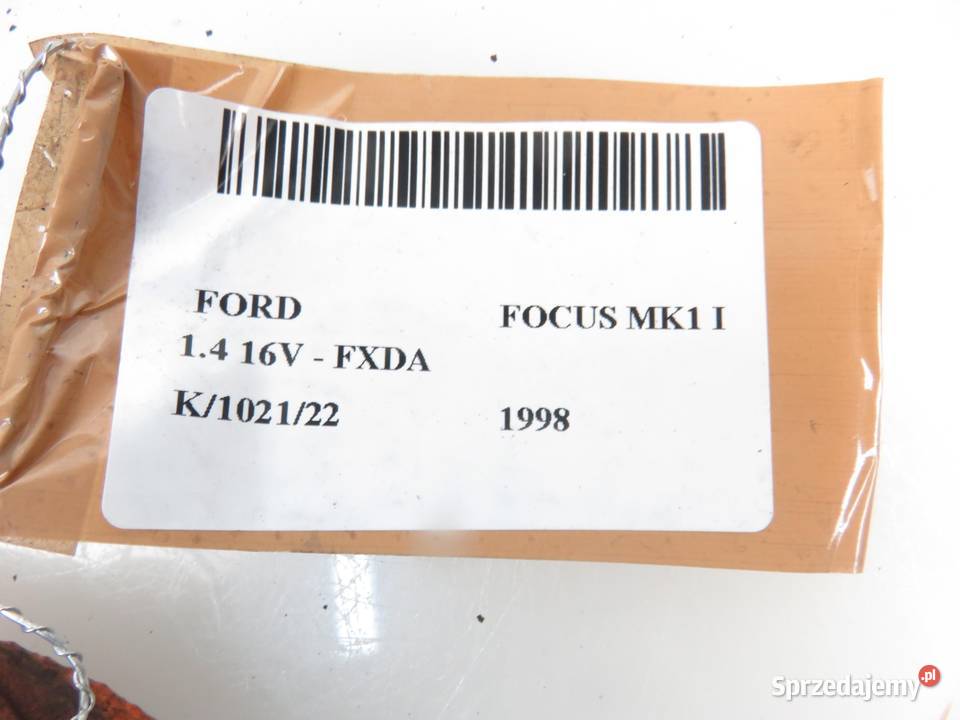 FORD FOCUS MK1 I
1.4 16V - FXDA
K/1021/22 1998
Sprzedajemy.pl